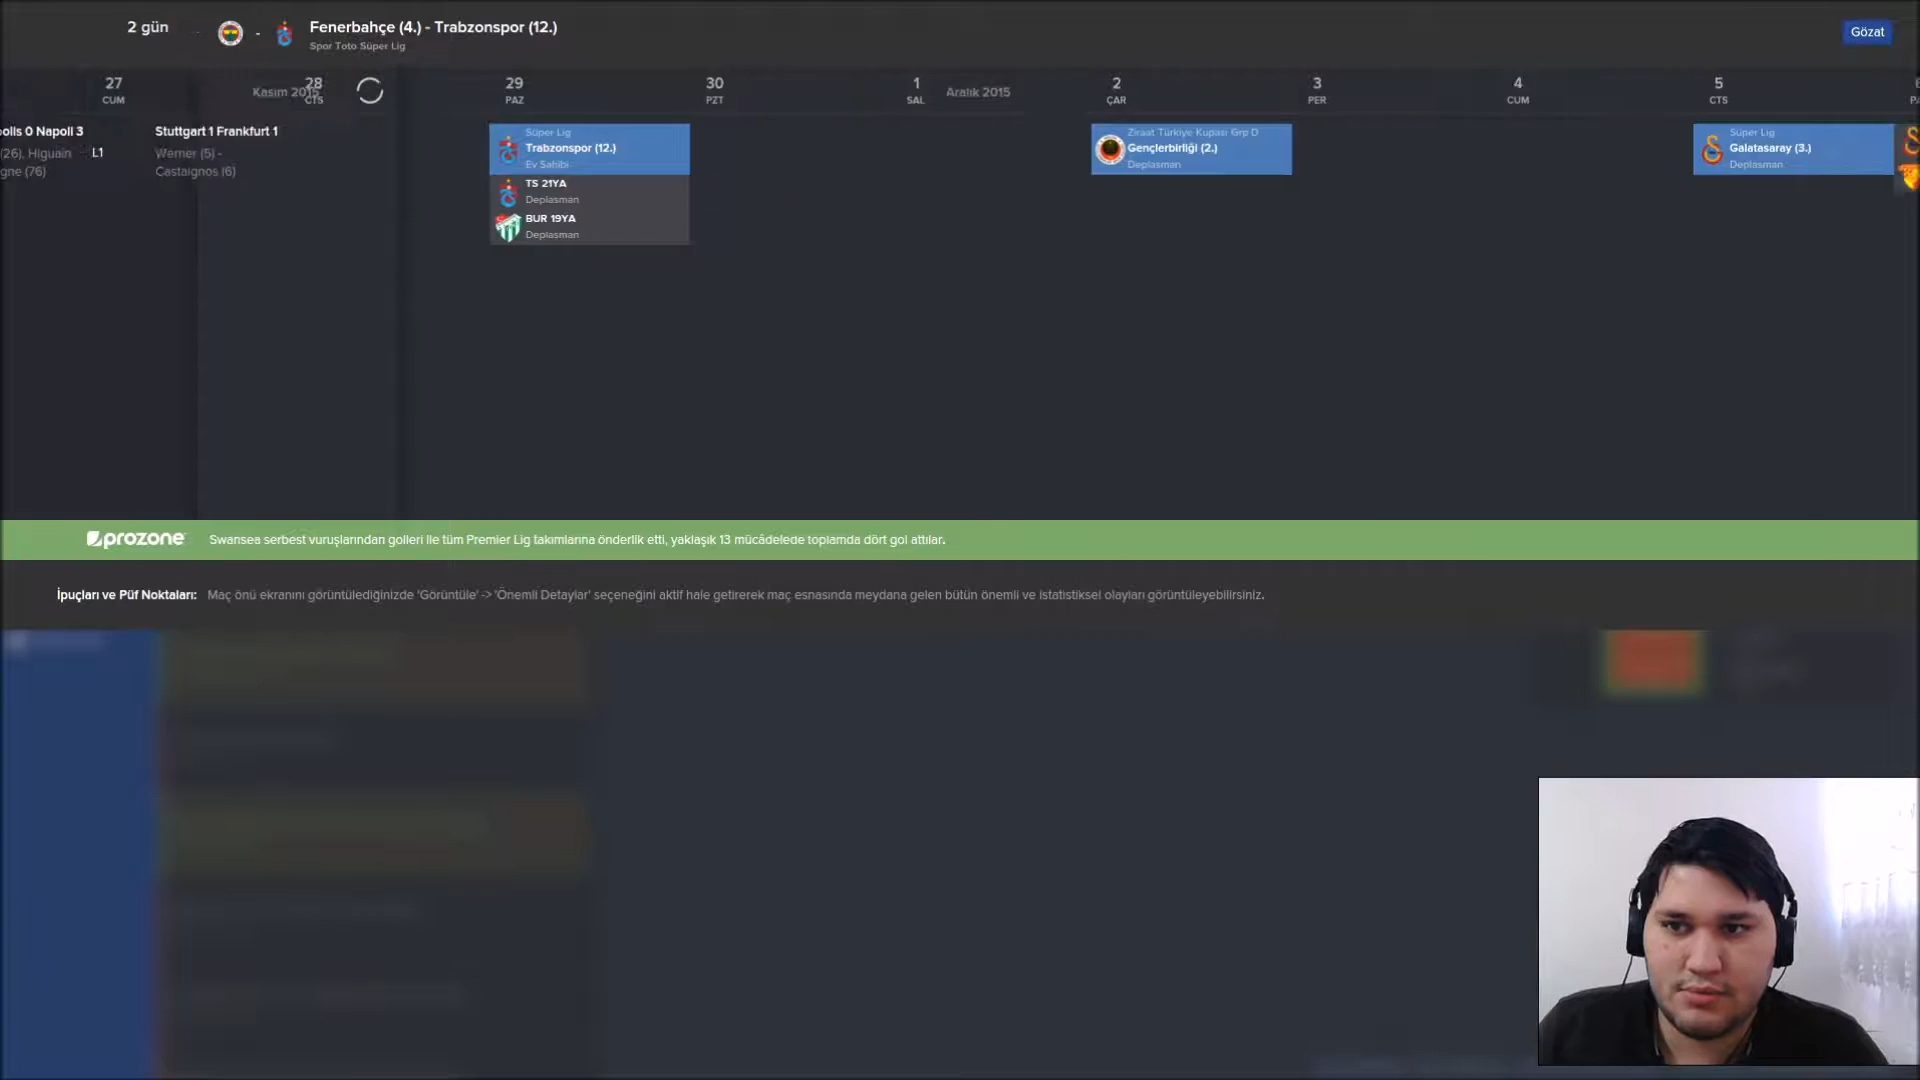 2 gün
Fenerbahçe (4.) - Trabzonspor (12.)
Spor Toto Süper Lig
Gözat
27
CUM
Kasım 2015
28
CTS
29
PAZ
30
PZT
1
SAL
Aralık 2015
2
ÇAR
3
PER
4
CUM
5
CTS
6
polis 0 Napoli 3
(26), Higuain
L1
gne (76)
Stuttgart 1 Frankfurt 1
Werner (5) -
Castaignos (6)
Süper Lig
Trabzonspor (12.)
Ev Sahibi
TS 21YA
Deplasman
BUR 19YA
Deplasman
Ziraat Türkiye Kupası Grp D
Gençlerbirliği (2.)
Deplasman
Süper Lig
Galatasaray (3.)
Deplasman
prozone
Swansea serbest vuruşlarından golleri ile tüm Premier Lig takımlarına önderlik etti, yaklaşık 13 mücâdelede toplamda dört gol attılar.
İpuçları ve Püf Noktaları: Maç önü ekranını görüntülediğinizde 'Görüntüle' -> 'Önemli Detaylar' seçeneğini aktif hale getirerek maç esnasında meydana gelen bütün önemli ve istatistiksel olayları görüntüleyebilirsiniz.